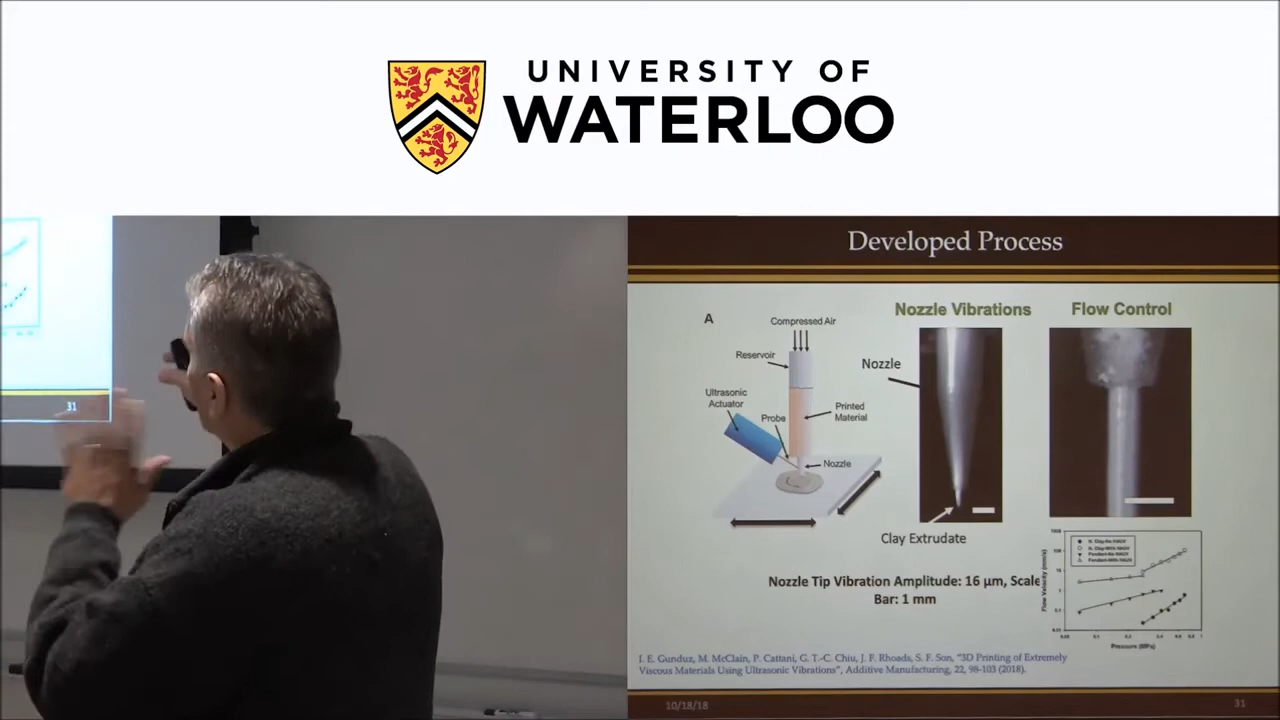 UNIVERSITY OF
WATERLOO
31
Developed Process
A
Compressed Air
Reservoir
Ultrasonic
Actuator
Probe
Printed
Material
Nozzle
Nozzle Vibrations
Nozzle
Clay Extrudate
Flow Control
Nozzle Tip Vibration Amplitude: 16 μm, Scale
Bar: 1 mm
Flow Velocity (mm/s)
Pressure (MPa)
I. E. Gunduz, M. McClain, P. Cattani, G. T.-C. Chiu, J. F. Rhoads, S. F. Son, "3D Printing of Extremely
Viscous Materials Using Ultrasonic Vibrations", Additive Manufacturing, 22, 98-103 (2018).
10/18/18
31